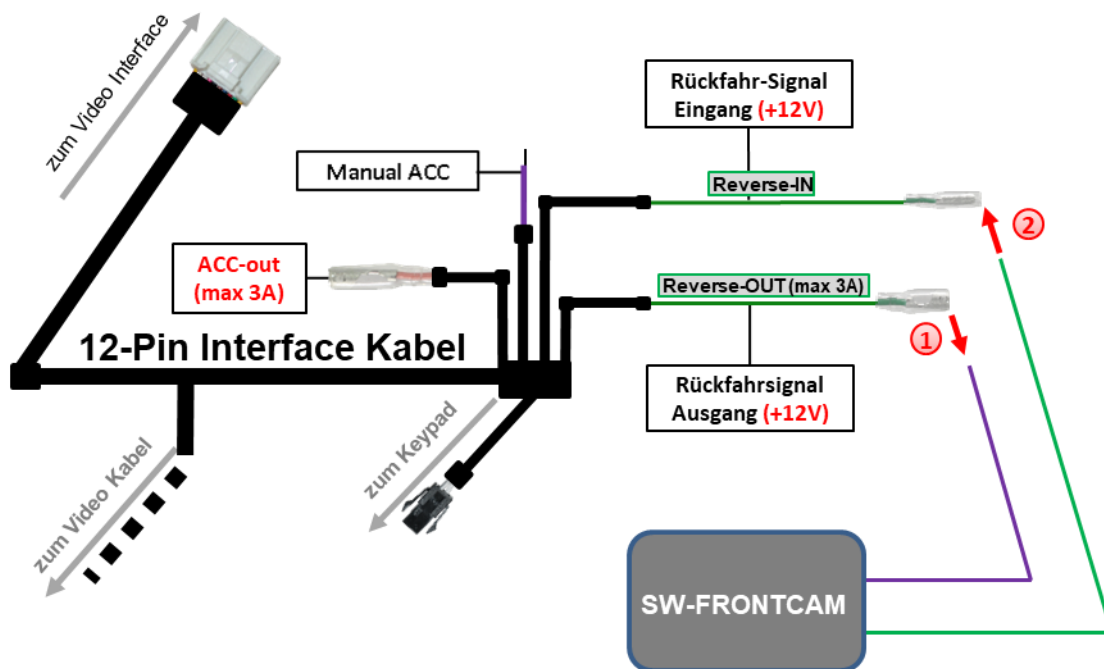 zum Video Interface
Rückfahr-Signal
Eingang (+12V)
Manual ACC
Reverse-IN
2
ACC-out
(max 3A)
Reverse-OUT (max 3A)
1
12-Pin Interface Kabel
Rückfahrsignal
Ausgang (+12V)
zum Keypad
zum Video Kabel
SW-FRONTCAM